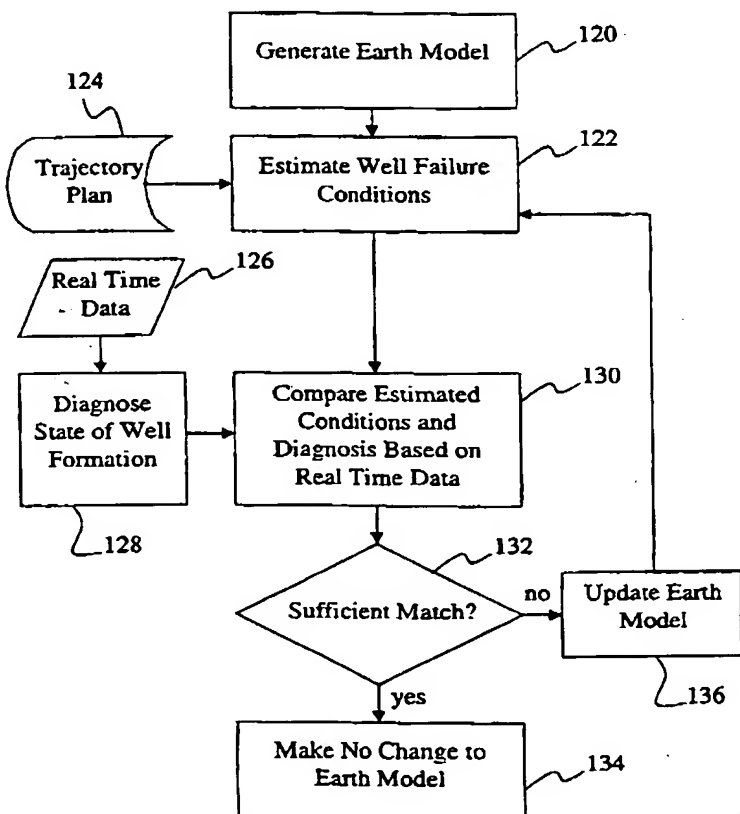 Generate Earth Model
120
124
Trajectory
Plan
Estimate Well Failure
Conditions
122
Real Time
Data
126
Diagnose
State of Well
Formation
128
Compare Estimated
Conditions and
Diagnosis Based on
Real Time Data
130
132
Sufficient Match?
no
Update Earth
Model
136
yes
Make No Change to
Earth Model
134